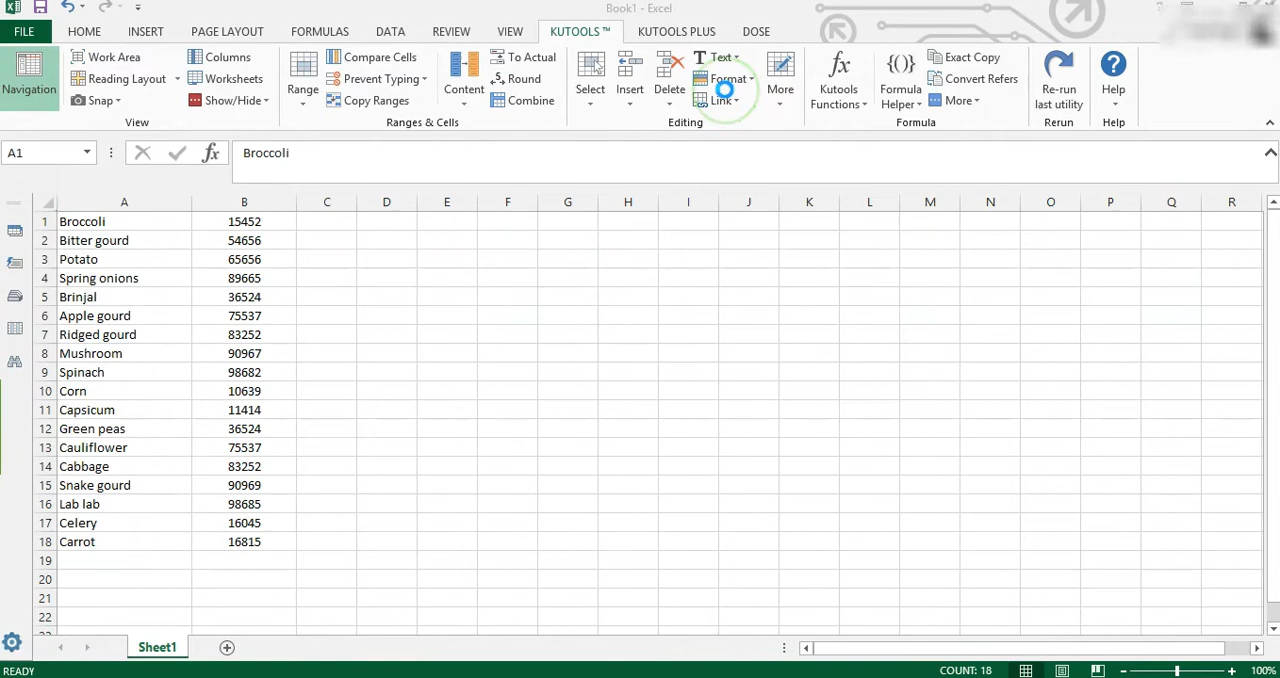 Book1 - Excel
FILE HOME INSERT PAGE LAYOUT FORMULAS DATA REVIEW VIEW KUTOOLS ™ KUTOOLS PLUS DOSE
Work Area Columns Compare Cells To Actual Text Exact Copy
Reading Layout Worksheets Prevent Typing Round Format Convert Refers
Snap Show/Hide Copy Ranges Combine Link More
Navigation Range Content Select Insert Delete More Kutools Functions Formula Helper Re-run last utility Help
View Ranges & Cells Editing Formula Rerun Help
A1 fx Broccoli
A B C D E F G H I J K L M N O P Q R
1 Broccoli 15452
2 Bitter gourd 54656
3 Potato 65656
4 Spring onions 89665
5 Brinjal 36524
6 Apple gourd 75537
7 Ridged gourd 83252
8 Mushroom 90967
9 Spinach 98682
10 Corn 10639
11 Capsicum 11414
12 Green peas 36524
13 Cauliflower 75537
14 Cabbage 83252
15 Snake gourd 90969
16 Lab lab 98685
17 Celery 16045
18 Carrot 16815
19
20
21
22
Sheet1
READY COUNT: 18 100%